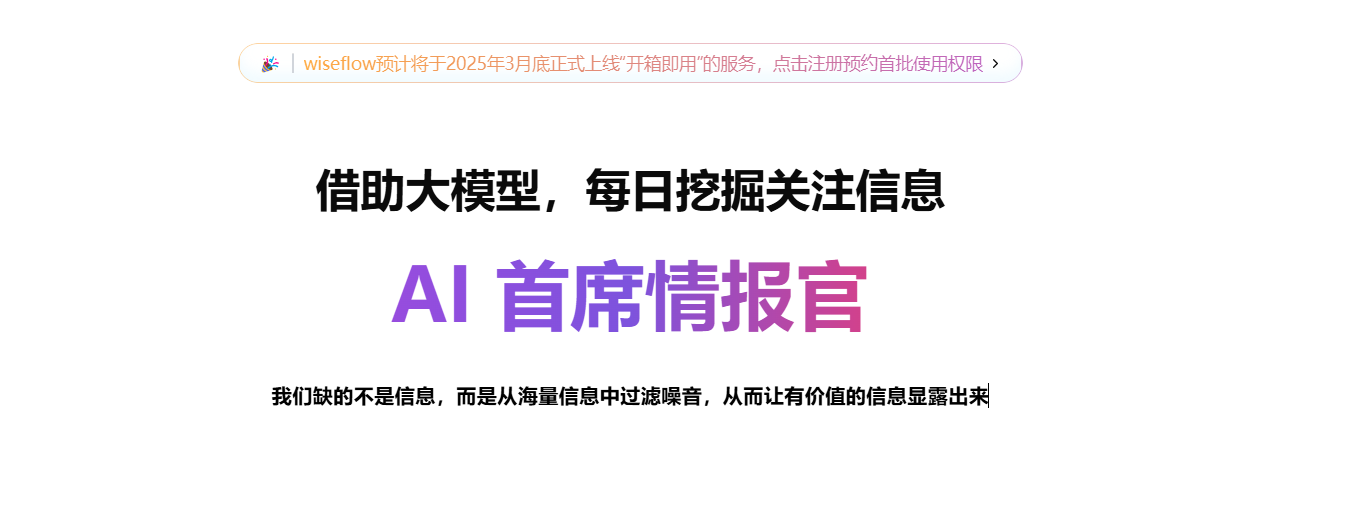 🎉 | wiseflow预计将于2025年3月底正式上线“开箱即用”的服务，点击注册预约首批使用权限 ›
借助大模型，每日挖掘关注信息
AI 首席情报官
我们缺的不是信息，而是从海量信息中过滤噪音，从而让有价值的信息显露出来